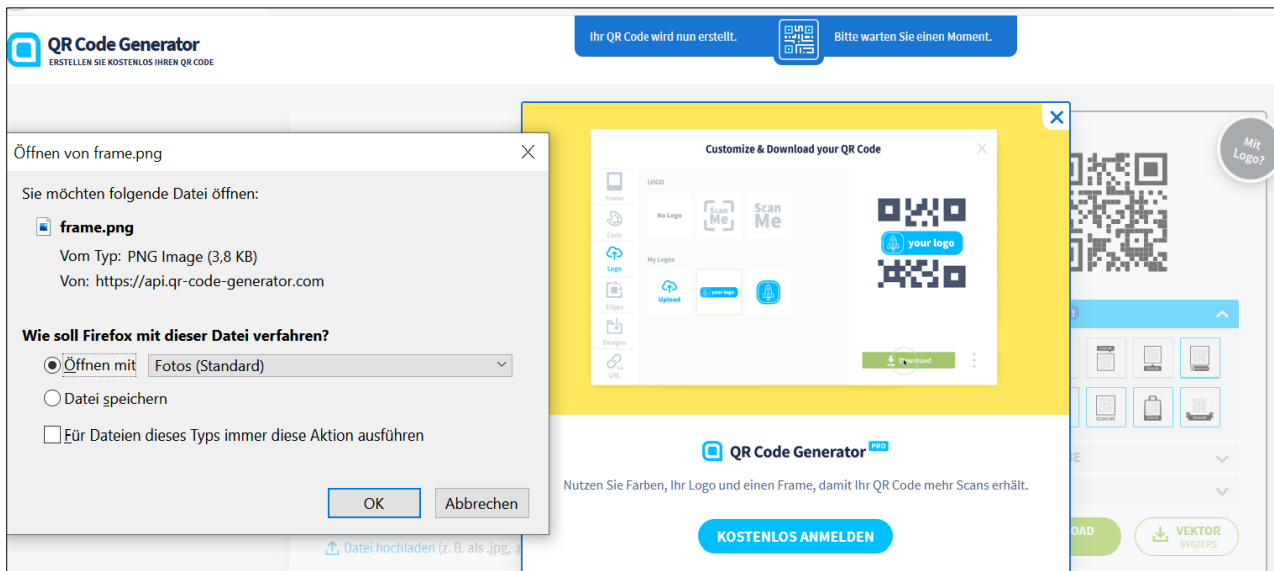 QR Code Generator
ERSTELLEN SIE KOSTENLOS IHREN QR CODE
Ihr QR Code wird nun erstellt.
Bitte warten Sie einen Moment.
Öffnen von frame.png
Sie möchten folgende Datei öffnen:
frame.png
Vom Typ: PNG Image (3,8 KB)
Von: https://api.qr-code-generator.com
Wie soll Firefox mit dieser Datei verfahren?
Öffnen mit
Fotos (Standard)
Datei speichern
Für Dateien dieses Typs immer diese Aktion ausführen
OK
Abbrechen
Datei hochladen (z. B. als .jpg,
Customize & Download your QR Code
Frame
Code
Logo
Edges
Designs
URL
LOGO
No Logo
Scan
Me
Scan
Me
My Logos
Upload
your logo
your logo
Download
QR Code Generator PRO
Nutzen Sie Farben, Ihr Logo und einen Frame, damit Ihr QR Code mehr Scans erhält.
KOSTENLOS ANMELDEN
Mit
Logo?
SCAN ME
VEKTOR
SVG/EPS